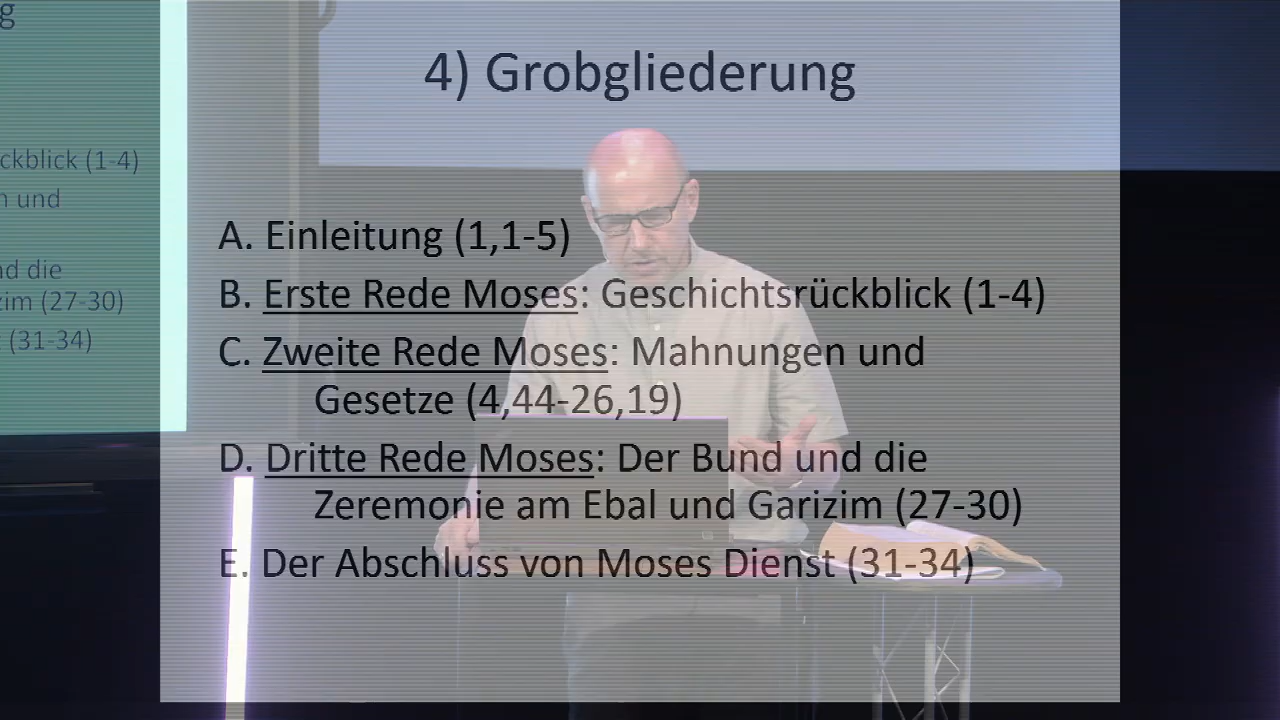 4) Grobgliederung
A. Einleitung (1,1-5)
B. Erste Rede Moses: Geschichtsrückblick (1-4)
C. Zweite Rede Moses: Mahnungen und
Gesetze (4,44-26,19)
D. Dritte Rede Moses: Der Bund und die
Zeremonie am Ebal und Garizim (27-30)
E. Der Abschluss von Moses Dienst (31-34)
g
ckblick (1-4)
und
nd die
zim (27-30)
(31-34)